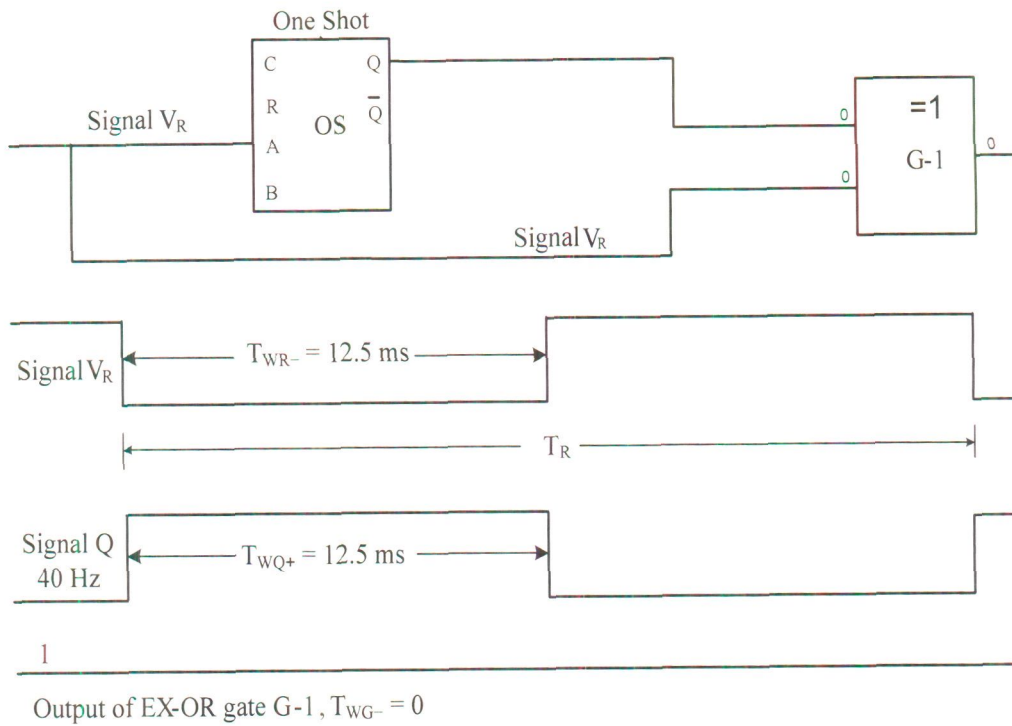 One Shot
C Q
R Q̅
OS
A
B
Signal V_R
Signal V_R
0
0
=1
G-1
0
Signal V_R
T_WR− = 12.5 ms
T_R
Signal Q
40 Hz
T_WQ+ = 12.5 ms
1
Output of EX-OR gate G-1, T_WG− = 0